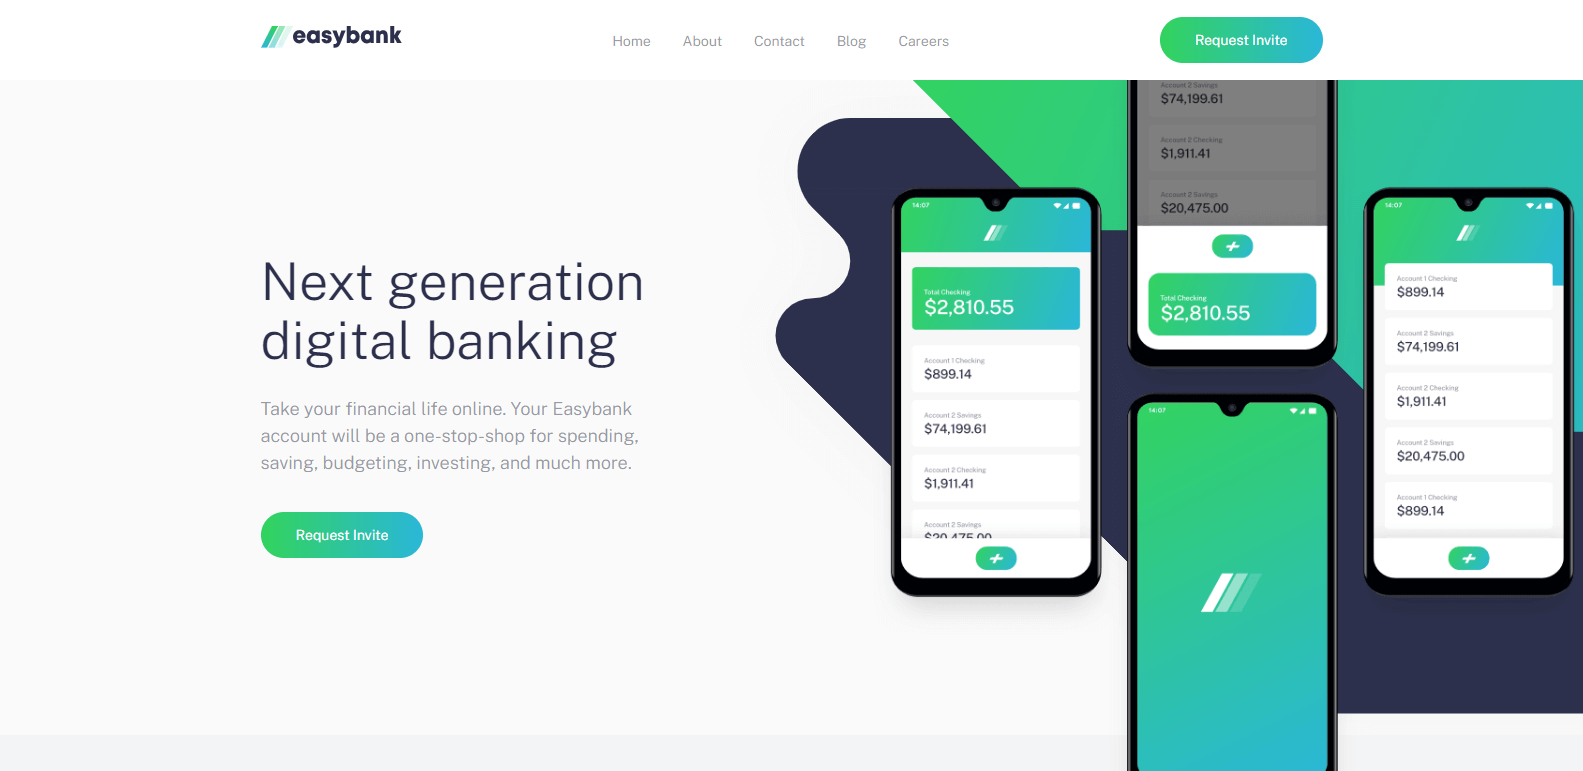 easybank
Home About Contact Blog Careers
Request Invite
Next generation
digital banking
Take your financial life online. Your Easybank
account will be a one-stop-shop for spending,
saving, budgeting, investing, and much more.
Request Invite
14:07
Total Checking
$2,810.55
Account 1 Checking
$899.14
Account 2 Savings
$74,199.61
Account 2 Checking
$1,911.41
Account 2 Savings
$20,475.00
Account 2 Savings
$74,199.61
Account 2 Checking
$1,911.41
Account 2 Savings
$20,475.00
Total Checking
$2,810.55
14:07
14:07
Account 1 Checking
$899.14
Account 2 Savings
$74,199.61
Account 2 Checking
$1,911.41
Account 2 Savings
$20,475.00
Account 1 Checking
$899.14